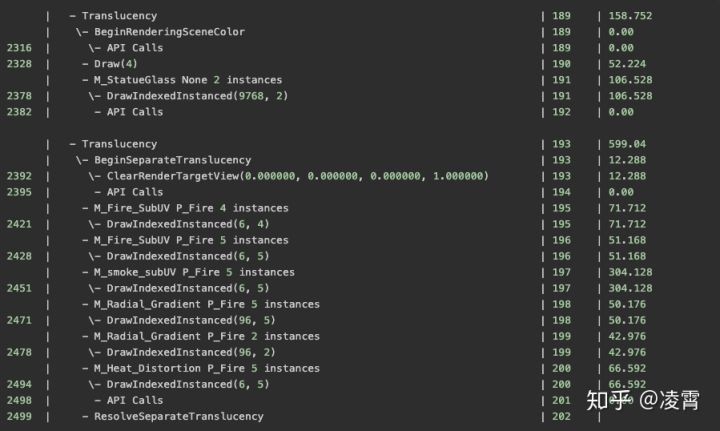 | - Translucency | 189 | 158.752
| \- BeginRenderingSceneColor | 189 | 0.00
2316 | \- API Calls | 189 | 0.00
2328 | - Draw(4) | 190 | 52.224
| - M_StatueGlass None 2 instances | 191 | 106.528
2378 | \- DrawIndexedInstanced(9768, 2) | 191 | 106.528
2382 | - API Calls | 192 | 0.00
| - Translucency | 193 | 599.04
| \- BeginSeparateTranslucency | 193 | 12.288
2392 | \- ClearRenderTargetView(0.000000, 0.000000, 0.000000, 1.000000) | 193 | 12.288
2395 | - API Calls | 194 | 0.00
| - M_Fire_SubUV P_Fire 4 instances | 195 | 71.712
2421 | \- DrawIndexedInstanced(6, 4) | 195 | 71.712
| - M_Fire_SubUV P_Fire 5 instances | 196 | 51.168
2428 | \- DrawIndexedInstanced(6, 5) | 196 | 51.168
| - M_smoke_subUV P_Fire 5 instances | 197 | 304.128
2451 | \- DrawIndexedInstanced(6, 5) | 197 | 304.128
| - M_Radial_Gradient P_Fire 5 instances | 198 | 50.176
2471 | \- DrawIndexedInstanced(96, 5) | 198 | 50.176
| - M_Radial_Gradient P_Fire 2 instances | 199 | 42.976
2478 | \- DrawIndexedInstanced(96, 2) | 199 | 42.976
| - M_Heat_Distortion P_Fire 5 instances | 200 | 66.592
2494 | \- DrawIndexedInstanced(6, 5) | 200 | 66.592
2498 | - API Calls | 201 |
2499 | - ResolveSeparateTranslucency | 202 |
知乎 @凌霄